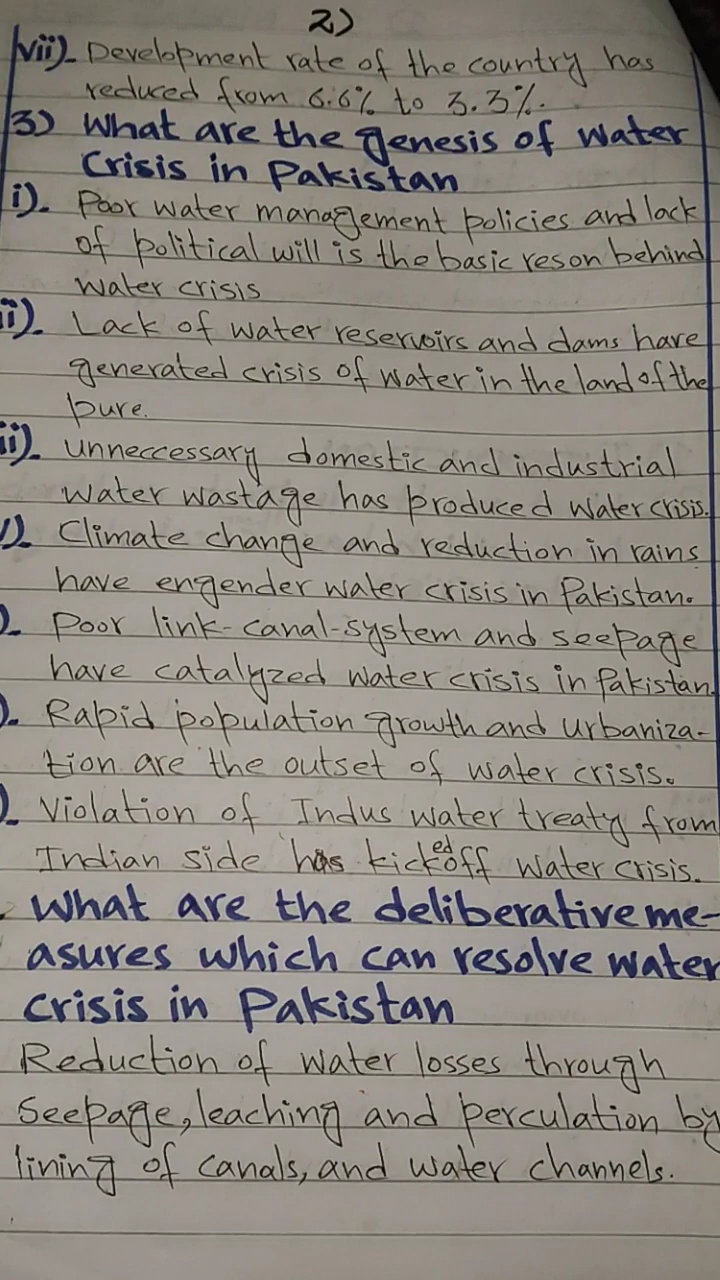 2)
vii). Development rate of the country has
reduced from 6.6% to 3.3%.
3) What are the genesis of water
Crisis in Pakistan
i). Poor water management policies and lack
of political will is the basic reson behind
water crisis
ii). Lack of water reservoirs and dams have
generated crisis of water in the land of the
pure.
ii). unneccessary domestic and industrial
water wastage has produced water crisis.
). Climate change and reduction in rains
have engender water crisis in Pakistan.
). Poor link-canal-system and seepage
have catalyzed water crisis in Pakistan.
). Rapid population growth and urbaniza-
tion are the outset of water crisis.
). Violation of Indus water treaty from
Indian side has kickedoff water crisis.
. What are the deliberative me-
asures which can resolve water
crisis in Pakistan
Reduction of water losses through
Seepage, leaching and perculation by
lining of canals, and water channels.